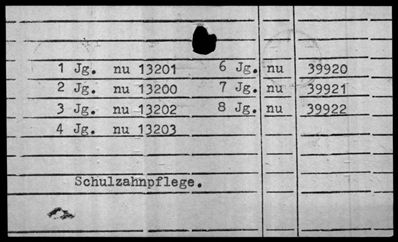 1 Jg. nu 13201 6 Jg. nu 39920
2 Jg. nu 13200 7 Jg. nu 39921
3 Jg. nu 13202 8 Jg. nu 39922
4 Jg. nu 13203
Schulzahnpflege.